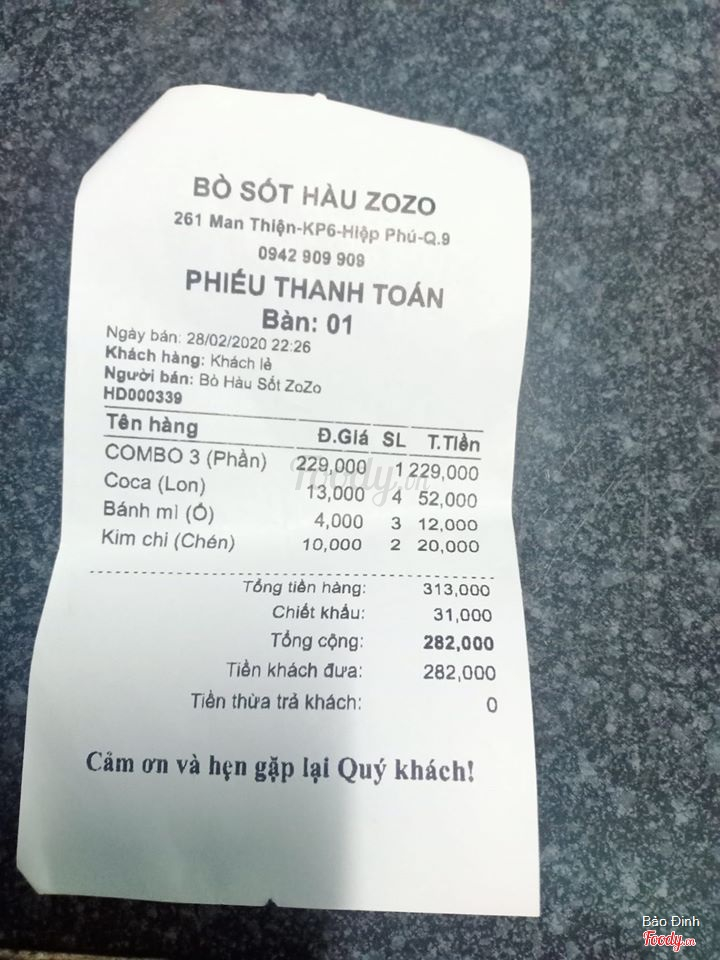 BÒ SỐT HÀU ZOZO
261 Man Thiện-KP6-Hiệp Phú-Q.9
0942 909 909
PHIẾU THANH TOÁN
Bàn: 01
Ngày bán: 28/02/2020 22:26
Khách hàng: Khách lẻ
Người bán: Bò Hàu Sốt ZoZo
HD000339
Tên hàng Đ.Giá SL T.Tiền
COMBO 3 (Phần) 229,000 1 229,000
Coca (Lon) 13,000 4 52,000
Bánh mì (Ổ) 4,000 3 12,000
Kim chi (Chén) 10,000 2 20,000
Foody.vn
Tổng tiền hàng: 313,000
Chiết khấu: 31,000
Tổng cộng: 282,000
Tiền khách đưa: 282,000
Tiền thừa trả khách: 0
Cảm ơn và hẹn gặp lại Quý khách!
Bảo Đinh
Foody.vn